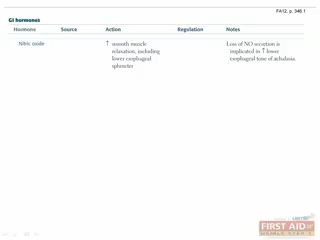 FA12, p. 346.1
GI hormones
Hormone Source Action Regulation Notes
Nitric oxide ↑ smooth muscle relaxation, including lower esophageal sphincter Loss of NO secretion is implicated in ↑ lower esophageal tone of achalasia.
FIRST AID